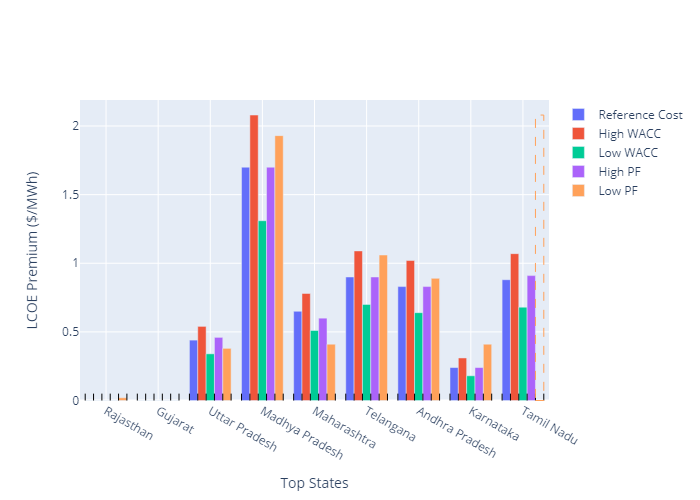 Reference Cost
High WACC
Low WACC
High PF
Low PF
LCOE Premium ($/MWh)
2
1.5
1
0.5
0
Rajasthan
Gujarat
Uttar Pradesh
Madhya Pradesh
Maharashtra
Telangana
Andhra Pradesh
Karnataka
Tamil Nadu
Top States